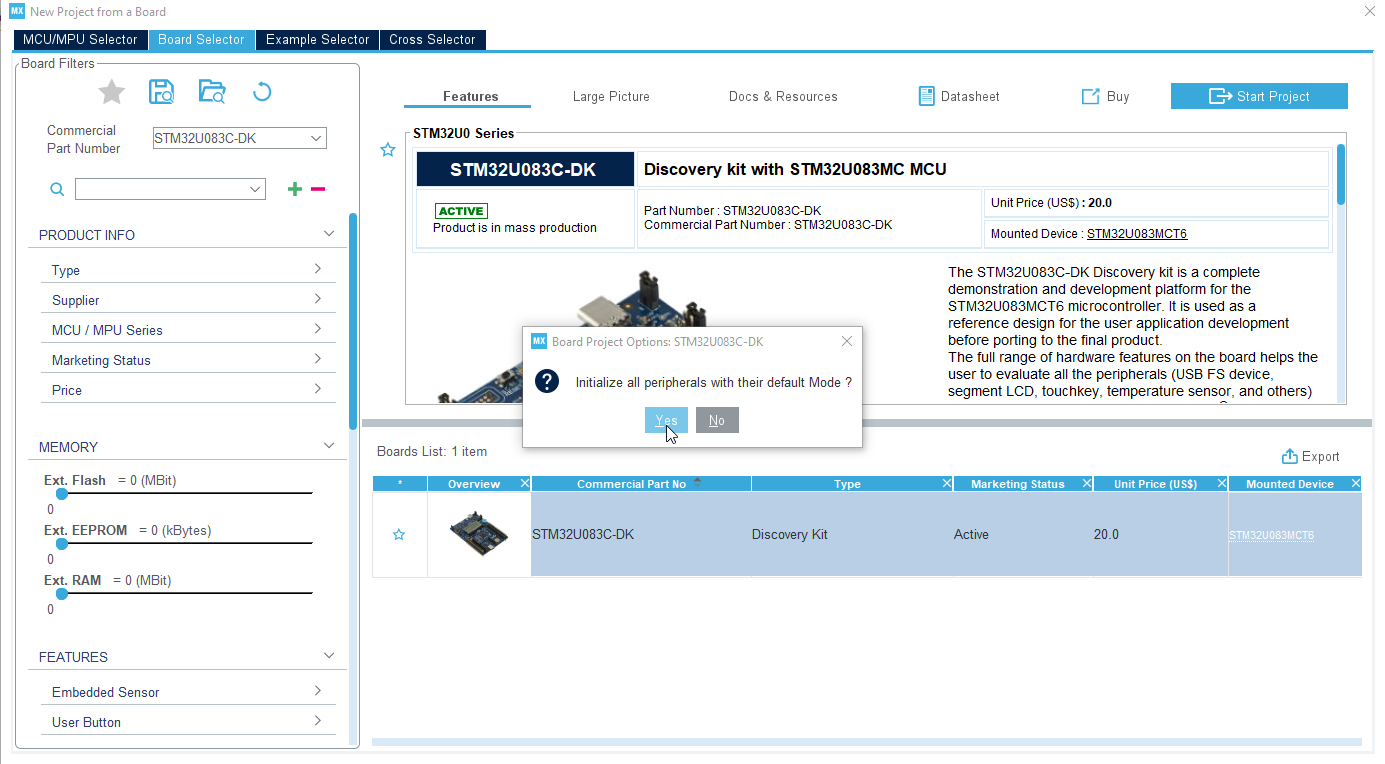 MX New Project from a Board
MCU/MPU Selector Board Selector Example Selector Cross Selector
Board Filters
Commercial
Part Number
STM32U083C-DK
PRODUCT INFO
Type
Supplier
MCU / MPU Series
Marketing Status
Price
MEMORY
Ext. Flash = 0 (MBit)
0
Ext. EEPROM = 0 (kBytes)
0
Ext. RAM = 0 (MBit)
0
FEATURES
Embedded Sensor
User Button
Features Large Picture Docs & Resources Datasheet Buy Start Project
STM32U0 Series
STM32U083C-DK
Discovery kit with STM32U083MC MCU
ACTIVE
Product is in mass production
Part Number : STM32U083C-DK
Commercial Part Number : STM32U083C-DK
Unit Price (US$) : 20.0
Mounted Device : STM32U083MCT6
The STM32U083C-DK Discovery kit is a complete
demonstration and development platform for the
STM32U083MCT6 microcontroller. It is used as a
reference design for the user application development
before porting to the final product.
The full range of hardware features on the board helps the
user to evaluate all the peripherals (USB FS device,
segment LCD, touchkey, temperature sensor, and others)
MX Board Project Options: STM32U083C-DK
? Initialize all peripherals with their default Mode ?
Yes No
Boards List: 1 item
Export
* Overview Commercial Part No Type Marketing Status Unit Price (US$) Mounted Device
STM32U083C-DK Discovery Kit Active 20.0 STM32U083MCT6